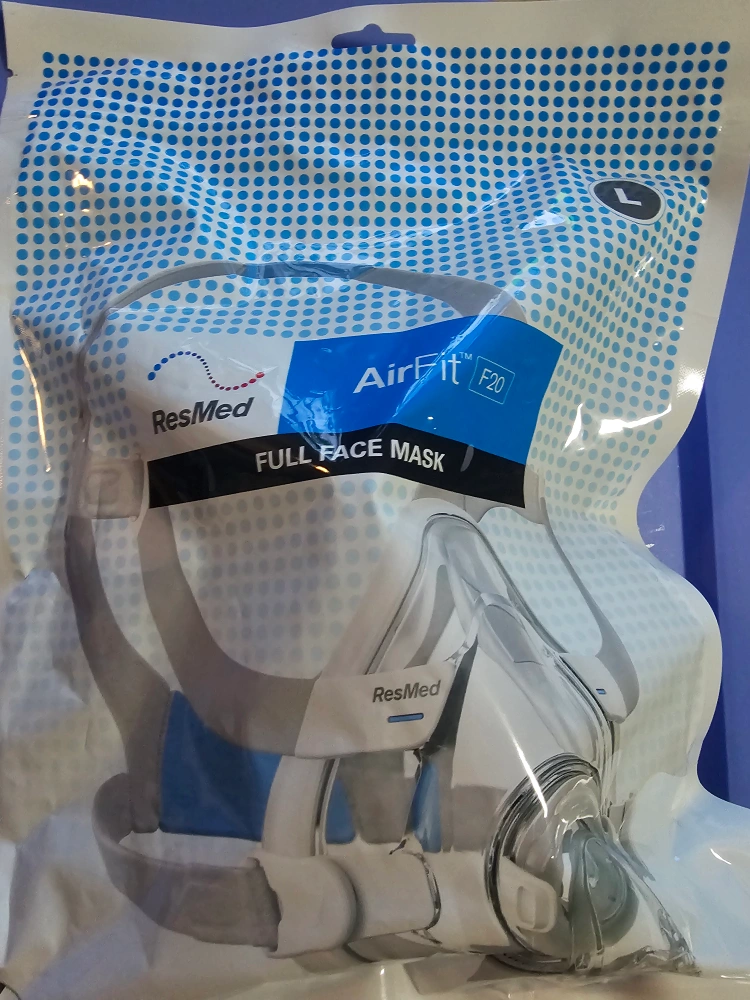 L
ResMed
AirFit™ F20
FULL FACE MASK
ResMed